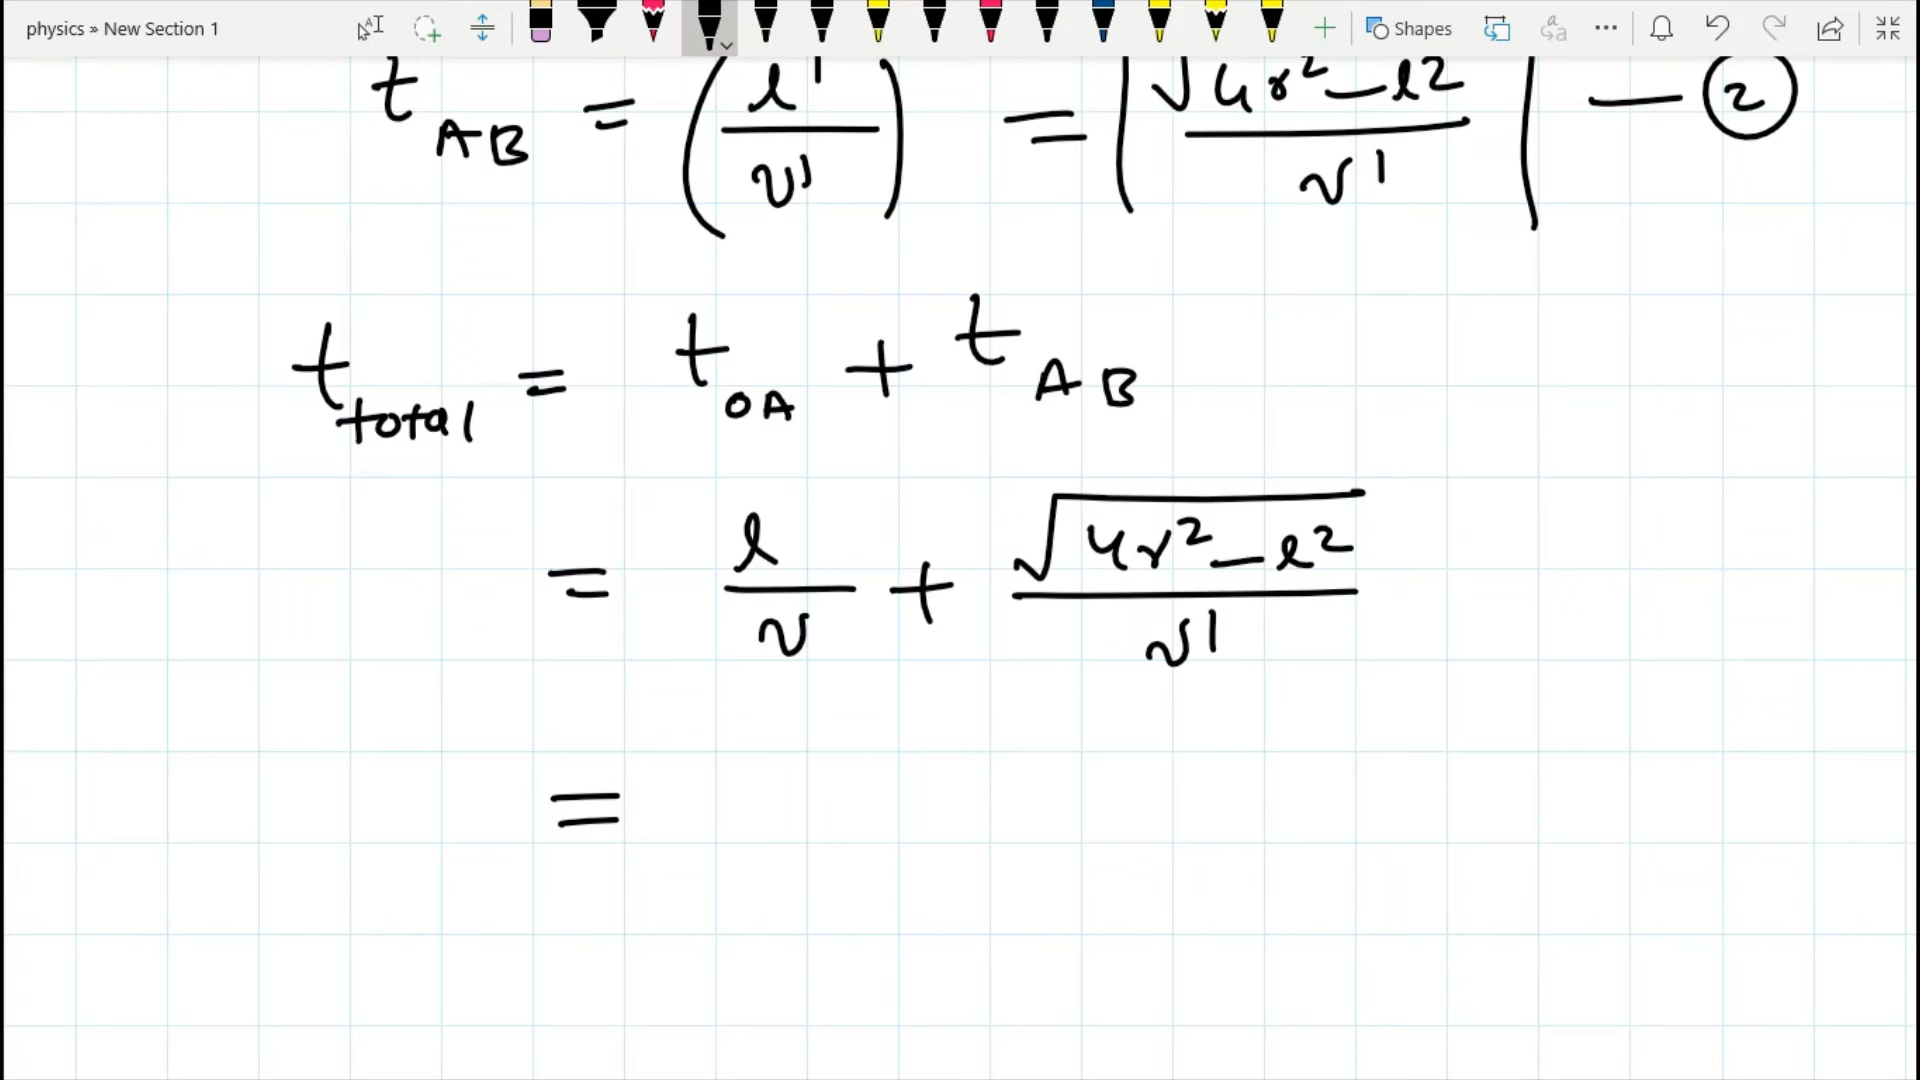 physics » New Section 1 Shapes
t_AB = (l'/v') = (√4r²-l²/v') — ②
t_total = t_OA + t_AB
= l/v + √4r²-l²/v'
=